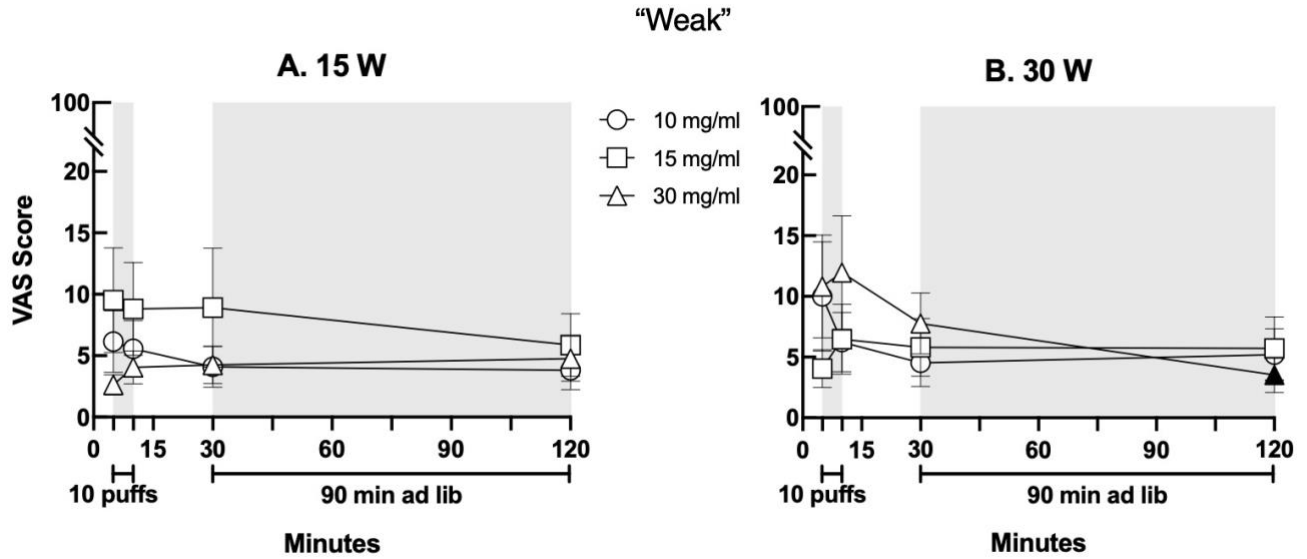 “Weak”
A. 15 W
100
20
15
10
5
0
VAS Score
0 15 30 60 90 120
10 puffs 90 min ad lib
Minutes
10 mg/ml
15 mg/ml
30 mg/ml
B. 30 W
100
20
15
10
5
0
0 15 30 60 90 120
10 puffs 90 min ad lib
Minutes